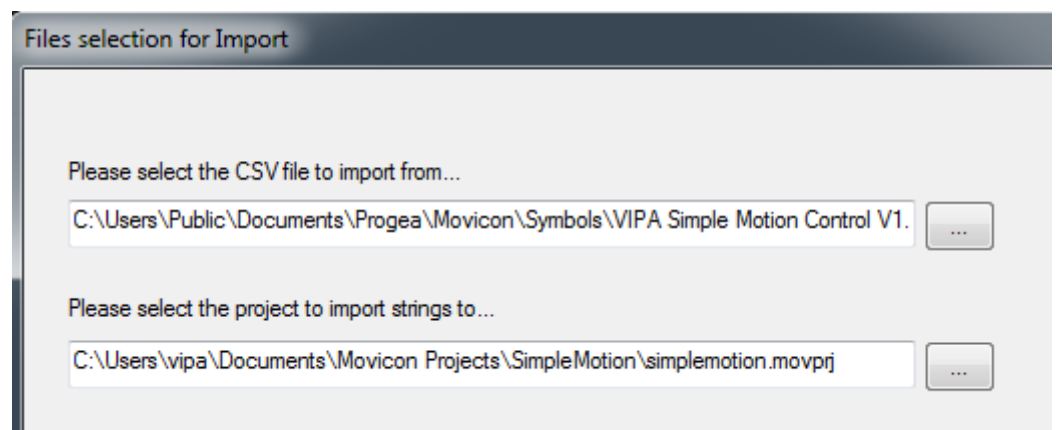 Files selection for Import
Please select the CSV file to import from...
C:\Users\Public\Documents\Progea\Movicon\Symbols\VIPA Simple Motion Control V1.
...
Please select the project to import strings to...
C:\Users\vipa\Documents\Movicon Projects\SimpleMotion\simplemotion.movprj
...